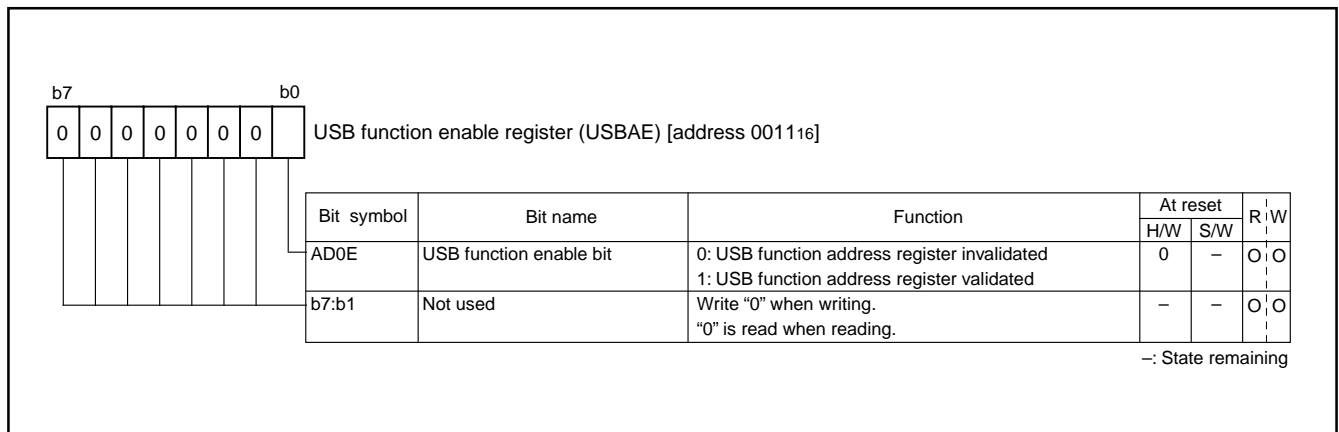 b7 b0
0 0 0 0 0 0 0 USB function enable register (USBAE) [address 001116]
Bit symbol Bit name Function At reset R W
H/W S/W
AD0E USB function enable bit 0: USB function address register invalidated 0 – O O
1: USB function address register validated
b7:b1 Not used Write “0” when writing. – – O O
“0” is read when reading.
–: State remaining